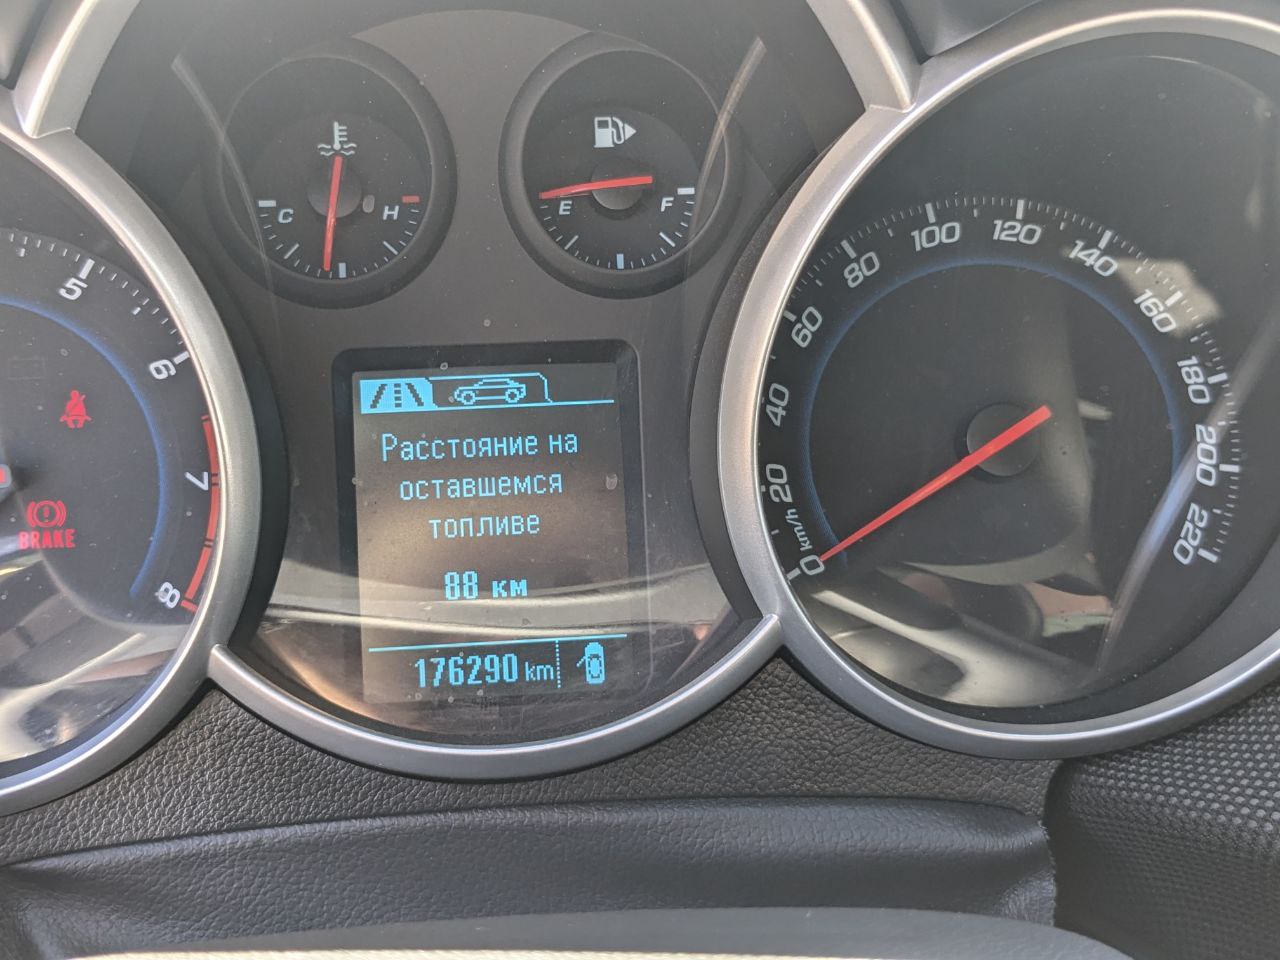 C H
E F
5
6
7
8
BRAKE
Расстояние на
оставшемся
топливе
88 км
176290 km
0
20
40
60
80
100
120
140
160
180
200
220
km/h